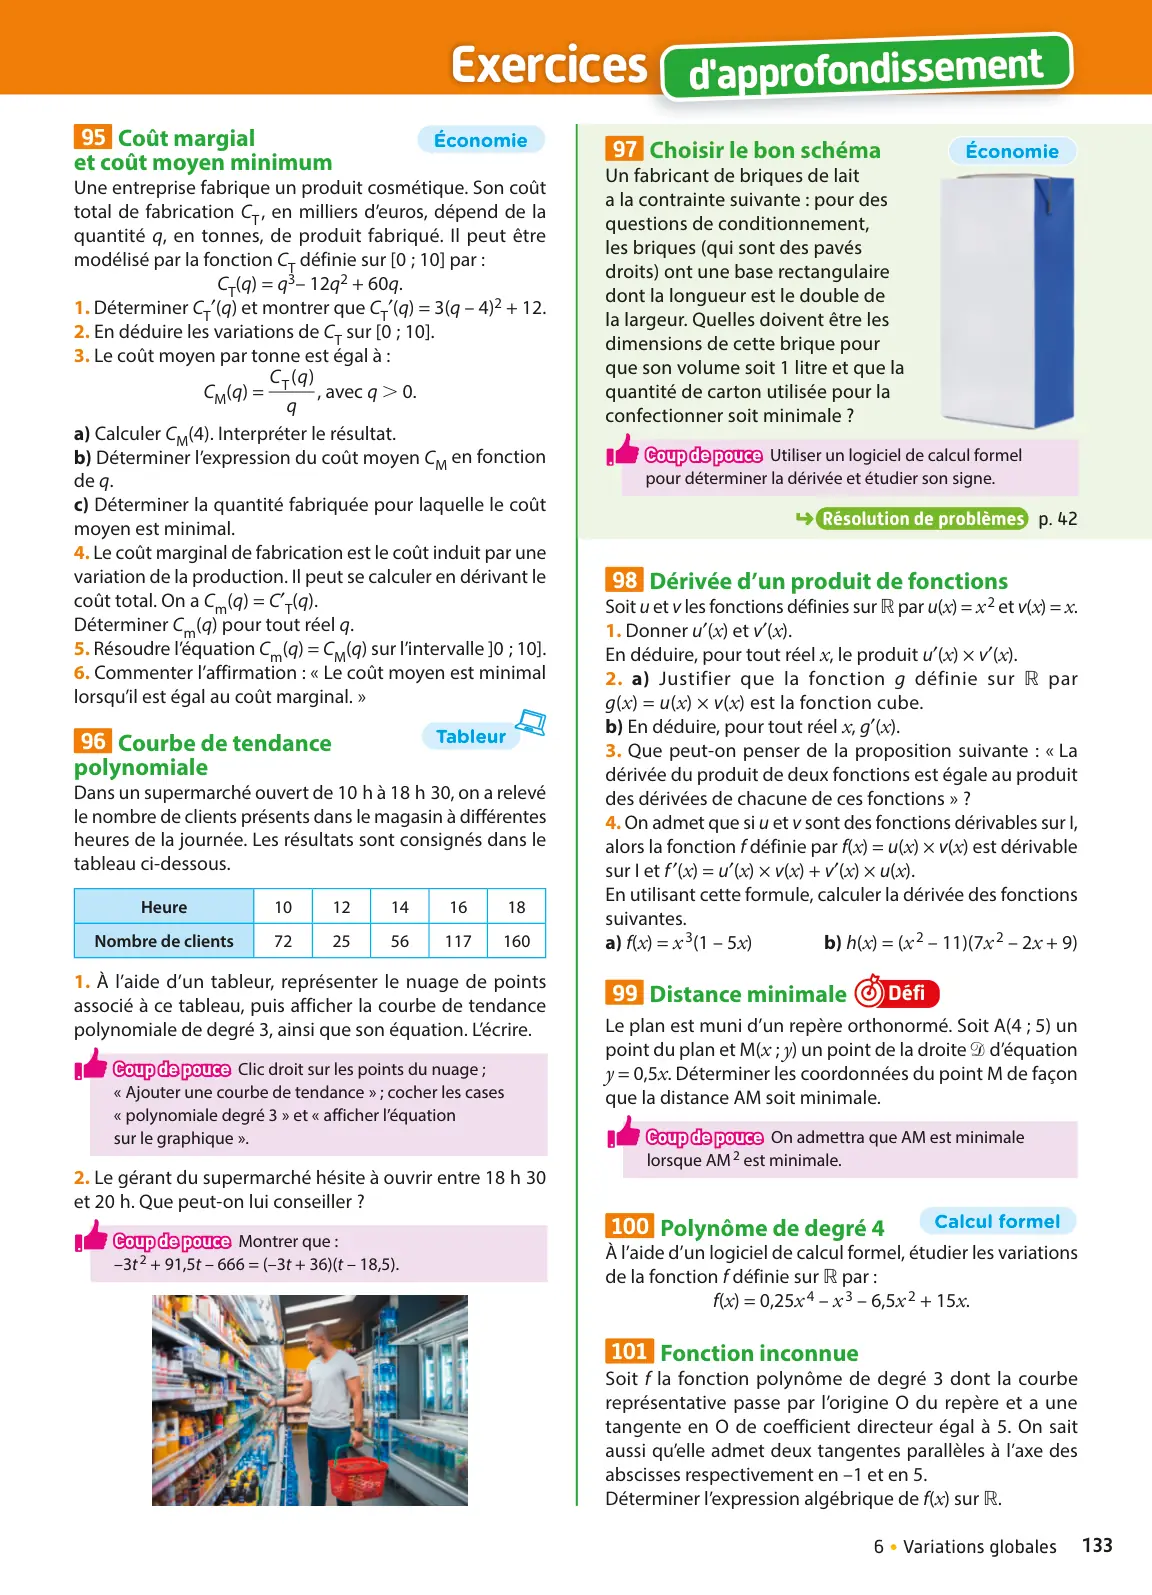 Exercices d'approfondissement
95 Coût margial Économie
et coût moyen minimum
Une entreprise fabrique un produit cosmétique. Son coût
total de fabrication C_T, en milliers d'euros, dépend de la
quantité q, en tonnes, de produit fabriqué. Il peut être
modélisé par la fonction C_T définie sur [0 ; 10] par :
C_T(q) = q³– 12q² + 60q.
1. Déterminer C_T′(q) et montrer que C_T′(q) = 3(q – 4)² + 12.
2. En déduire les variations de C_T sur [0 ; 10].
3. Le coût moyen par tonne est égal à :
C_M(q) = C_T(q)/q, avec q > 0.
a) Calculer C_M(4). Interpréter le résultat.
b) Déterminer l'expression du coût moyen C_M en fonction
de q.
c) Déterminer la quantité fabriquée pour laquelle le coût
moyen est minimal.
4. Le coût marginal de fabrication est le coût induit par une
variation de la production. Il peut se calculer en dérivant le
coût total. On a C_m(q) = C′_T(q).
Déterminer C_m(q) pour tout réel q.
5. Résoudre l'équation C_m(q) = C_M(q) sur l'intervalle ]0 ; 10].
6. Commenter l'affirmation : « Le coût moyen est minimal
lorsqu'il est égal au coût marginal. »
96 Courbe de tendance Tableur
polynomiale
Dans un supermarché ouvert de 10 h à 18 h 30, on a relevé
le nombre de clients présents dans le magasin à différentes
heures de la journée. Les résultats sont consignés dans le
tableau ci-dessous.
Heure 10 12 14 16 18
Nombre de clients 72 25 56 117 160
1. À l'aide d'un tableur, représenter le nuage de points
associé à ce tableau, puis afficher la courbe de tendance
polynomiale de degré 3, ainsi que son équation. L'écrire.
Coup de pouce Clic droit sur les points du nuage ;
« Ajouter une courbe de tendance » ; cocher les cases
« polynomiale degré 3 » et « afficher l'équation
sur le graphique ».
2. Le gérant du supermarché hésite à ouvrir entre 18 h 30
et 20 h. Que peut-on lui conseiller ?
Coup de pouce Montrer que :
–3t² + 91,5t – 666 = (–3t + 36)(t – 18,5).
97 Choisir le bon schéma Économie
Un fabricant de briques de lait
a la contrainte suivante : pour des
questions de conditionnement,
les briques (qui sont des pavés
droits) ont une base rectangulaire
dont la longueur est le double de
la largeur. Quelles doivent être les
dimensions de cette brique pour
que son volume soit 1 litre et que la
quantité de carton utilisée pour la
confectionner soit minimale ?
Coup de pouce Utiliser un logiciel de calcul formel
pour déterminer la dérivée et étudier son signe.
↪ Résolution de problèmes p. 42
98 Dérivée d'un produit de fonctions
Soit u et v les fonctions définies sur ℝ par u(x) = x² et v(x) = x.
1. Donner u′(x) et v′(x).
En déduire, pour tout réel x, le produit u′(x) × v′(x).
2. a) Justifier que la fonction g définie sur ℝ par
g(x) = u(x) × v(x) est la fonction cube.
b) En déduire, pour tout réel x, g′(x).
3. Que peut-on penser de la proposition suivante : « La
dérivée du produit de deux fonctions est égale au produit
des dérivées de chacune de ces fonctions » ?
4. On admet que si u et v sont des fonctions dérivables sur I,
alors la fonction f définie par f(x) = u(x) × v(x) est dérivable
sur I et f′(x) = u′(x) × v(x) + v′(x) × u(x).
En utilisant cette formule, calculer la dérivée des fonctions
suivantes.
a) f(x) = x³(1 – 5x) b) h(x) = (x² – 11)(7x² – 2x + 9)
99 Distance minimale Défi
Le plan est muni d'un repère orthonormé. Soit A(4 ; 5) un
point du plan et M(x ; y) un point de la droite 𝒟 d'équation
y = 0,5x. Déterminer les coordonnées du point M de façon
que la distance AM soit minimale.
Coup de pouce On admettra que AM est minimale
lorsque AM² est minimale.
100 Polynôme de degré 4 Calcul formel
À l'aide d'un logiciel de calcul formel, étudier les variations
de la fonction f définie sur ℝ par :
f(x) = 0,25x⁴ – x³ – 6,5x² + 15x.
101 Fonction inconnue
Soit f la fonction polynôme de degré 3 dont la courbe
représentative passe par l'origine O du repère et a une
tangente en O de coefficient directeur égal à 5. On sait
aussi qu'elle admet deux tangentes parallèles à l'axe des
abscisses respectivement en –1 et en 5.
Déterminer l'expression algébrique de f(x) sur ℝ.
6 • Variations globales 133